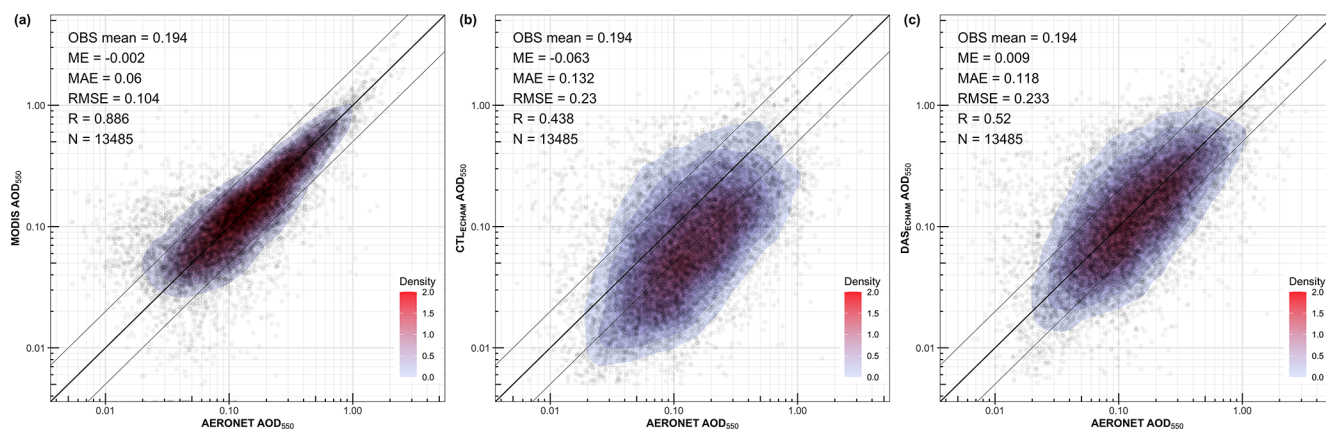 (a)
OBS mean = 0.194
ME = -0.002
MAE = 0.06
RMSE = 0.104
R = 0.886
N = 13485
1.00
0.10
0.01
MODIS AOD550
Density
2.0
1.5
1.0
0.5
0.0
0.01 0.10 1.00
AERONET AOD550
(b)
OBS mean = 0.194
ME = -0.063
MAE = 0.132
RMSE = 0.23
R = 0.438
N = 13485
1.00
0.10
0.01
CTLECHAM AOD550
Density
2.0
1.5
1.0
0.5
0.0
0.01 0.10 1.00
AERONET AOD550
(c)
OBS mean = 0.194
ME = 0.009
MAE = 0.118
RMSE = 0.233
R = 0.52
N = 13485
1.00
0.10
0.01
DASECHAM AOD550
Density
2.0
1.5
1.0
0.5
0.0
0.01 0.10 1.00
AERONET AOD550